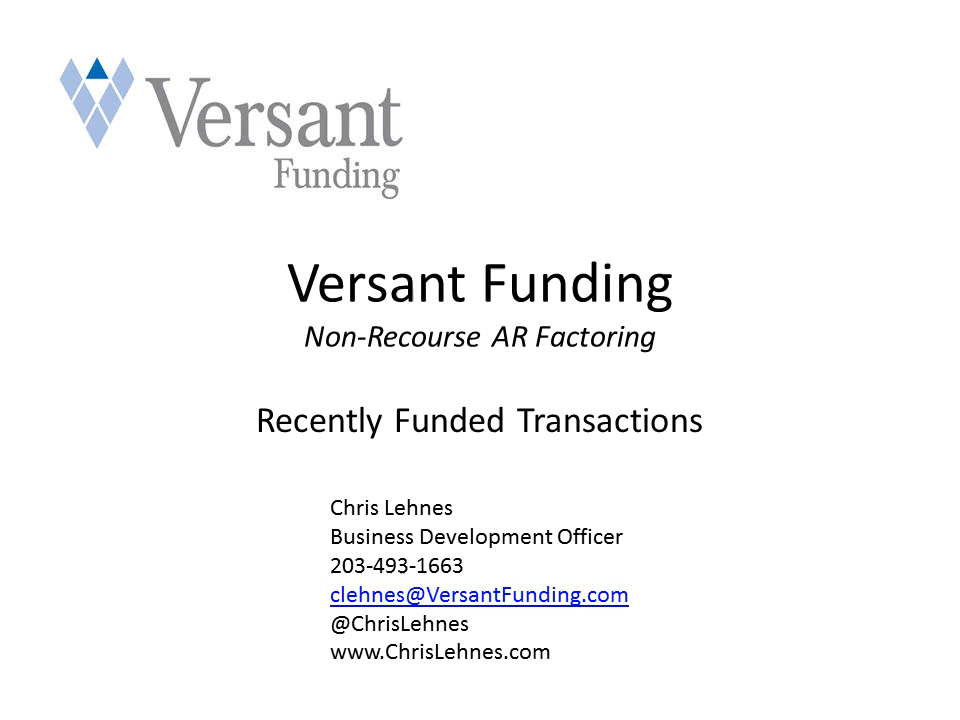 Versant
Funding
Versant Funding
Non-Recourse AR Factoring
Recently Funded Transactions
Chris Lehnes
Business Development Officer
203-493-1663
clehnes@VersantFunding.com
@ChrisLehnes
www.ChrisLehnes.com